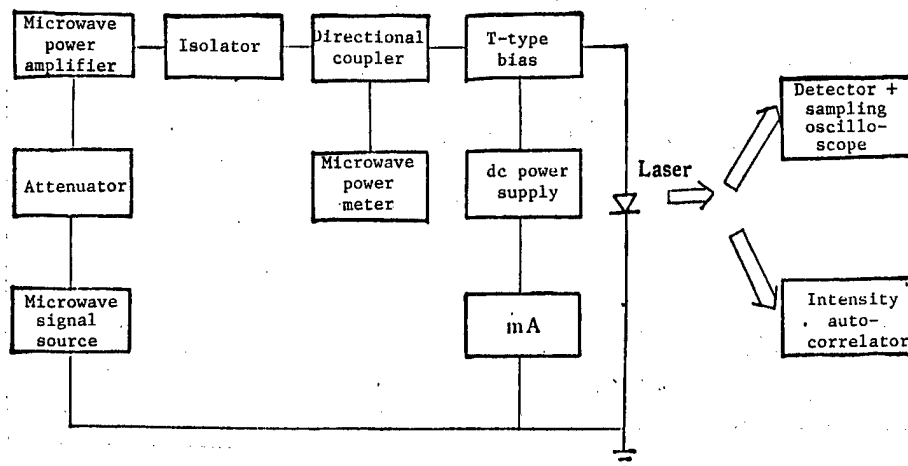 Microwave
power
amplifier
Isolator
Directional
coupler
T-type
bias
Detector +
sampling
oscillo-
scope
Attenuator
Microwave
power
meter
dc power
supply
Laser
Microwave
signal
source
mA
Intensity
auto-
correlator